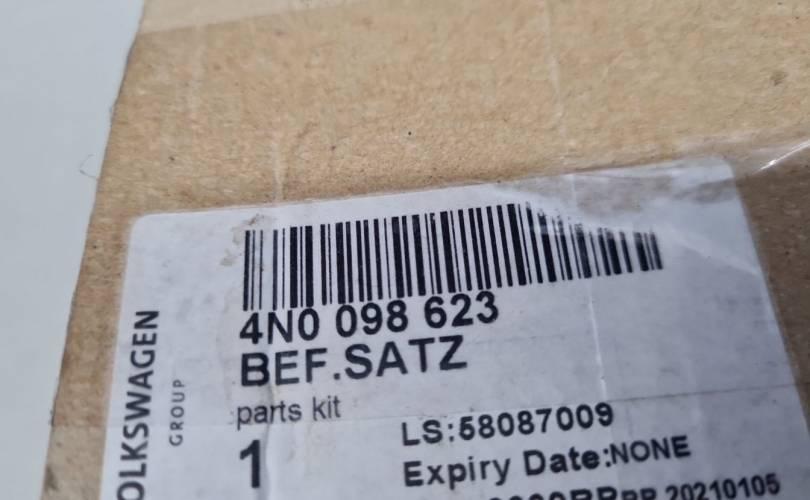 4N0 098 623
BEF.SATZ
parts kit
1
LS:58087009
Expiry Date:NONE
20210105
OLKSWAGEN
GROUP